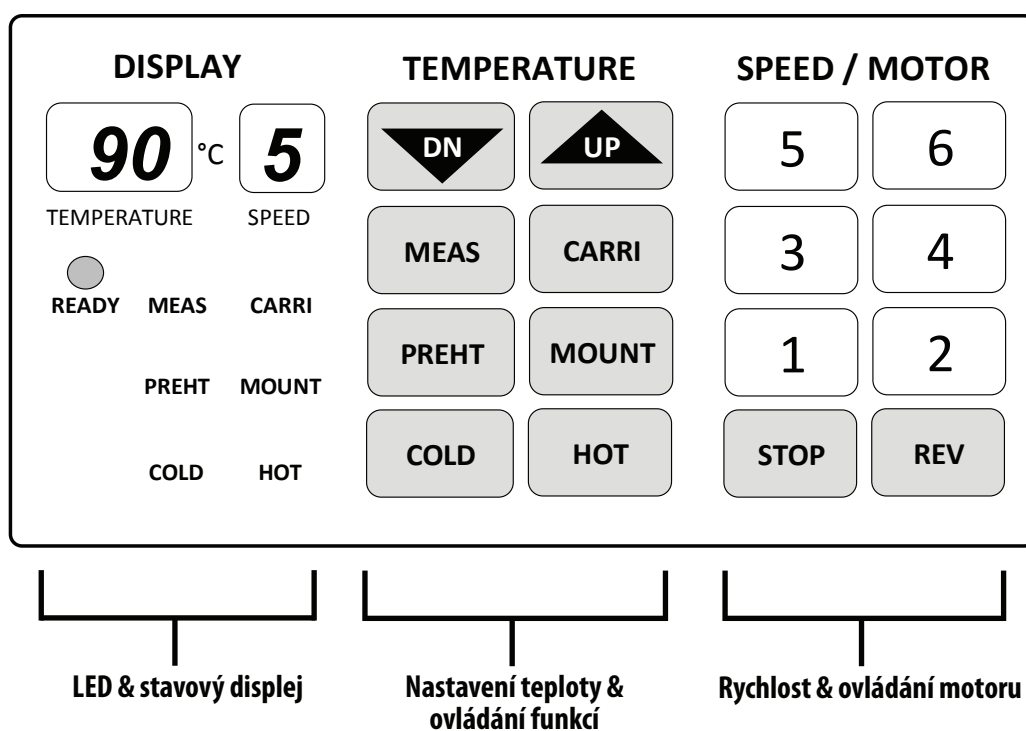 DISPLAY
90 °C 5
TEMPERATURE SPEED
READY MEAS CARRI
PREHT MOUNT
COLD HOT
TEMPERATURE
DN UP
MEAS CARRI
PREHT MOUNT
COLD HOT
SPEED / MOTOR
5 6
3 4
1 2
STOP REV
LED & stavový displej
Nastavení teploty &
ovládání funkcí
Rychlost & ovládání motoru